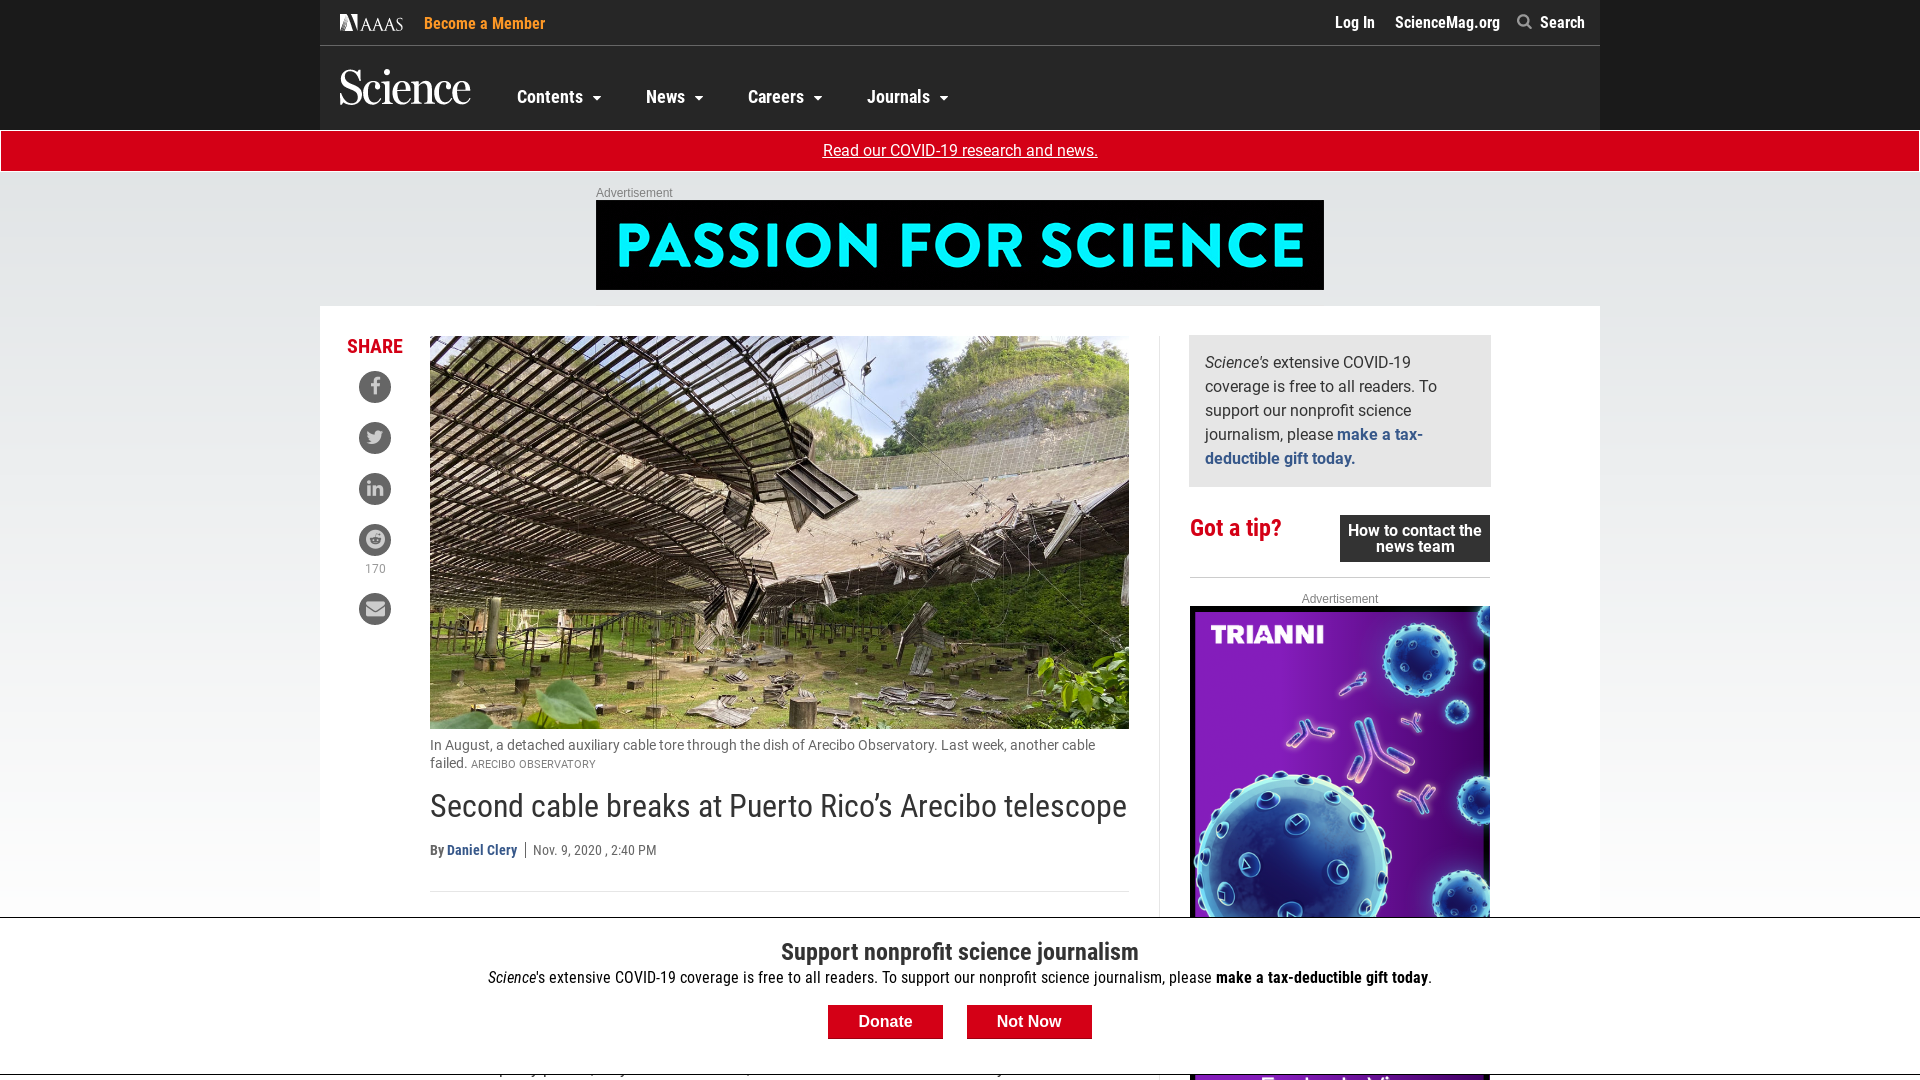 AAAS
Become a Member
Log In
ScienceMag.org
Search
Science
Contents
News
Careers
Journals
Read our COVID-19 research and news.
Advertisement
PASSION FOR SCIENCE
SHARE
170
In August, a detached auxiliary cable tore through the dish of Arecibo Observatory. Last week, another cable
failed. ARECIBO OBSERVATORY
Second cable breaks at Puerto Rico’s Arecibo telescope
By Daniel Clery
Nov. 9, 2020 , 2:40 PM
Science's extensive COVID-19
coverage is free to all readers. To
support our nonprofit science
journalism, please make a tax-
deductible gift today.
Got a tip?
How to contact the
news team
Advertisement
TRIANNI
Support nonprofit science journalism
Science's extensive COVID-19 coverage is free to all readers. To support our nonprofit science journalism, please make a tax-deductible gift today.
Donate
Not Now